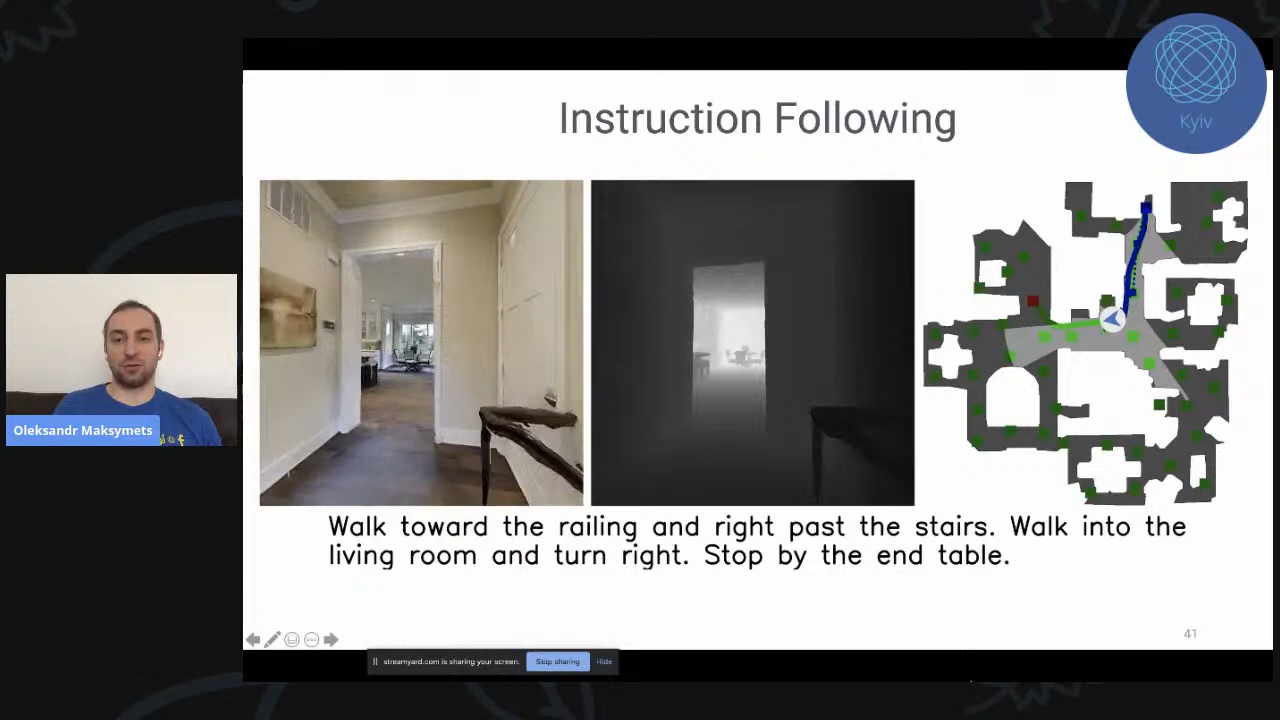 Kyiv
Instruction Following
Oleksandr Maksymets
Walk toward the railing and right past the stairs. Walk into the
living room and turn right. Stop by the end table.
41
streamyard.com is sharing your screen.
Stop sharing
Hide